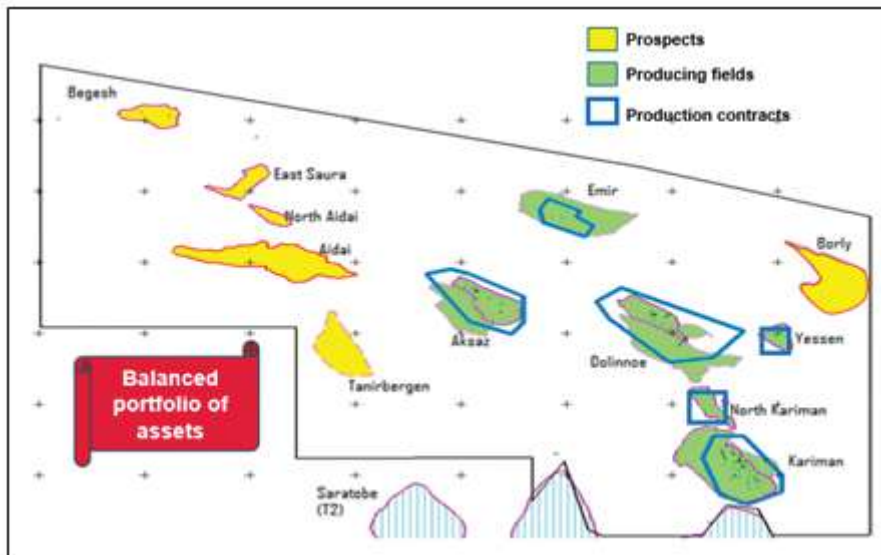 Prospects
Producing fields
Production contracts
Begesh
East Saura
North Aidai
Aidai
Emir
Borly
Aksaz
Dolinnoe
Yessen
Tanirbergen
North Kariman
Kariman
Balanced
portfolio of
assets
Saratobe
(T2)